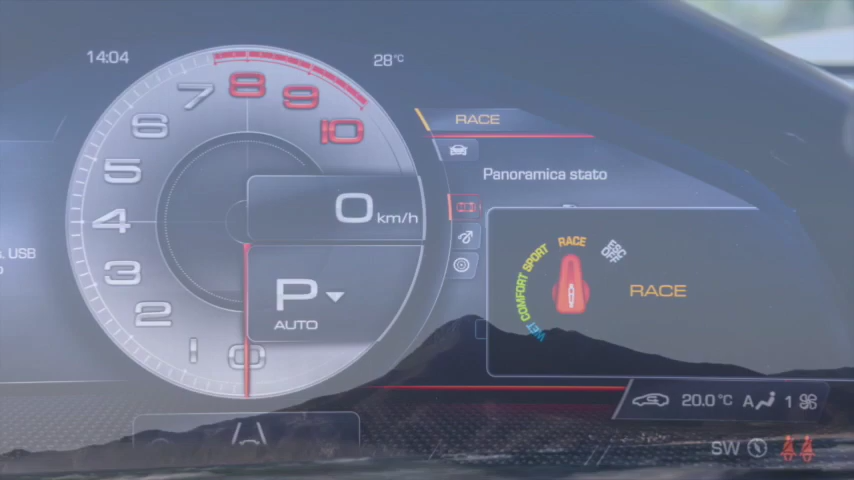 14:04
28°C
7 8 9 10
6
5
4
3
2
1 0
RACE
Panoramica stato
0 km/h
P
AUTO
. USB
WET COMFORT SPORT RACE ESC OFF
RACE
20.0°C A 1
SW